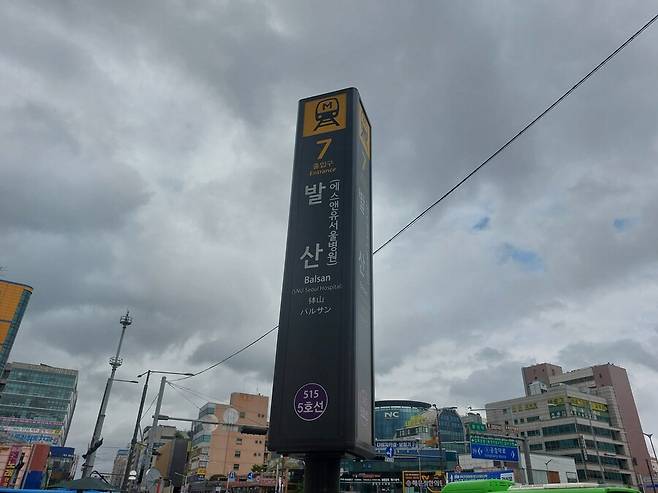 M
7
출입구
Entrance
발산
(에스앤유서울병원)
Balsan
(SNU Seoul Hospital)
鉢山
パルサン
515
5호선
NC